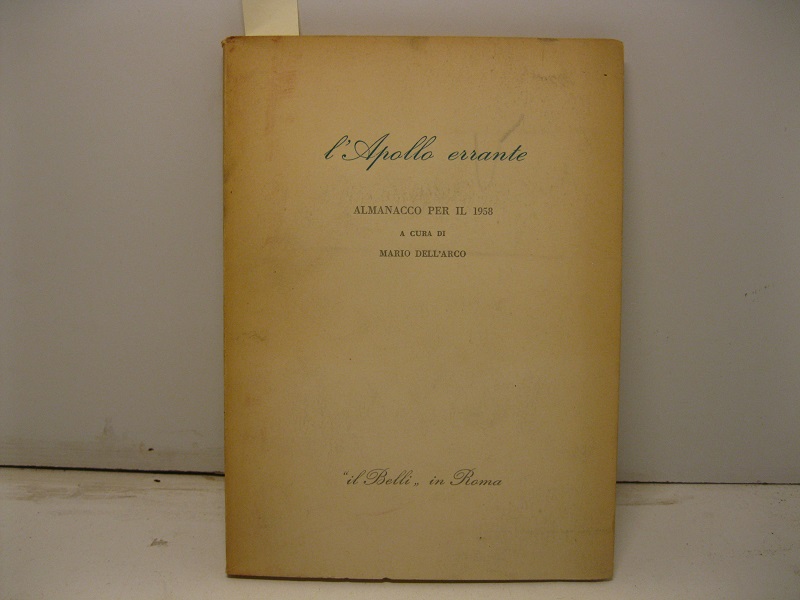 l'Apollo errante
ALMANACCO PER IL 1958
A CURA DI
MARIO DELL'ARCO
"il Belli„ in Roma